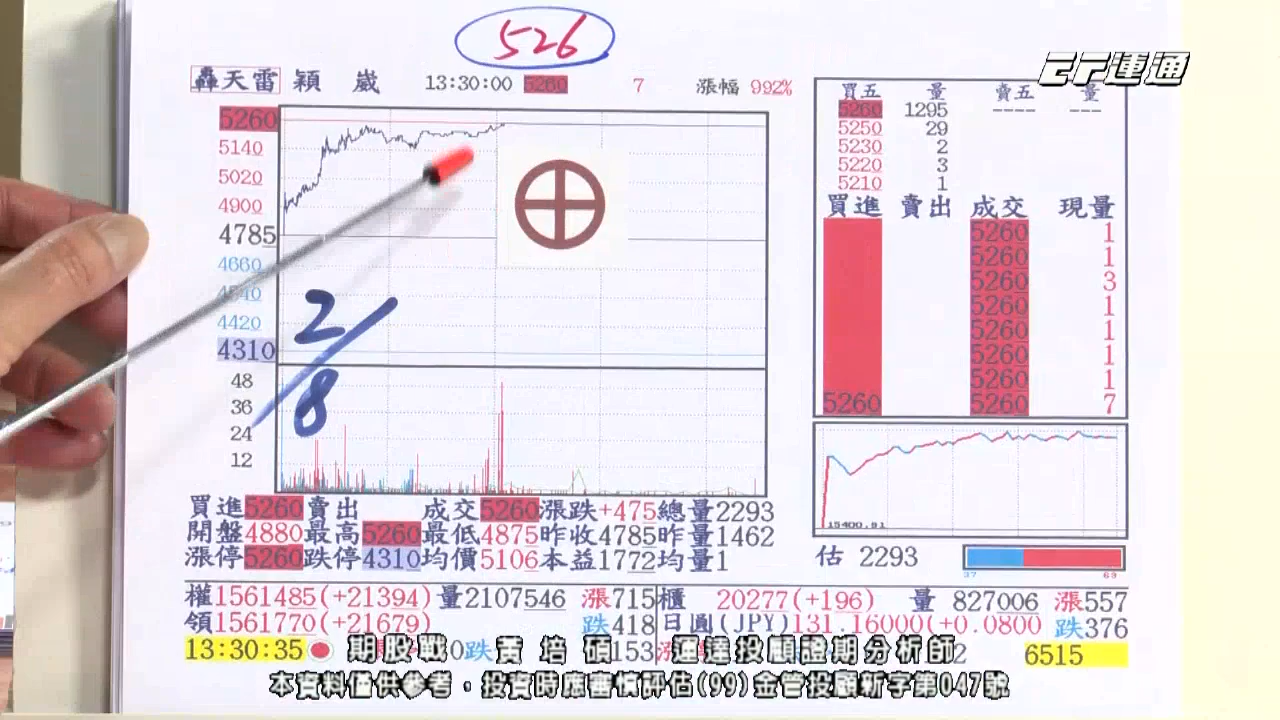 526
運通
轟天雷 穎 崴 13:30:00 5260 7 漲幅 992%
買五 量 賣五 量
5260 1295 ---- ---
5250 29
5230 2
5220 3
5210 1
買進 賣出 成交 現量
5260 1
5260 1
5260 3
5260 1
5260 1
5260 1
5260 1
5260 5260 7
5260
5140
5020
4900
4785
4660
4540
4420
4310
48
36
24
12
2/8
15400.91
買進5260賣出 成交5260漲跌+475總量2293
開盤4880最高5260最低4875昨收4785昨量1462
漲停5260跌停4310均價5106本益1772均量1
估 2293
37 63
權1561485(+21394)量2107546 漲715櫃 20277(+196) 量 827006 漲557
領1561770(+21679) 跌418日圓(JPY)131.16000(+0.0800 跌376
13:30:35 期股戰 跌 黃培碩153 運達投顧證期分析師 6515
本資料僅供參考，投資時應審慎評估(99)金管投顧新字第047號